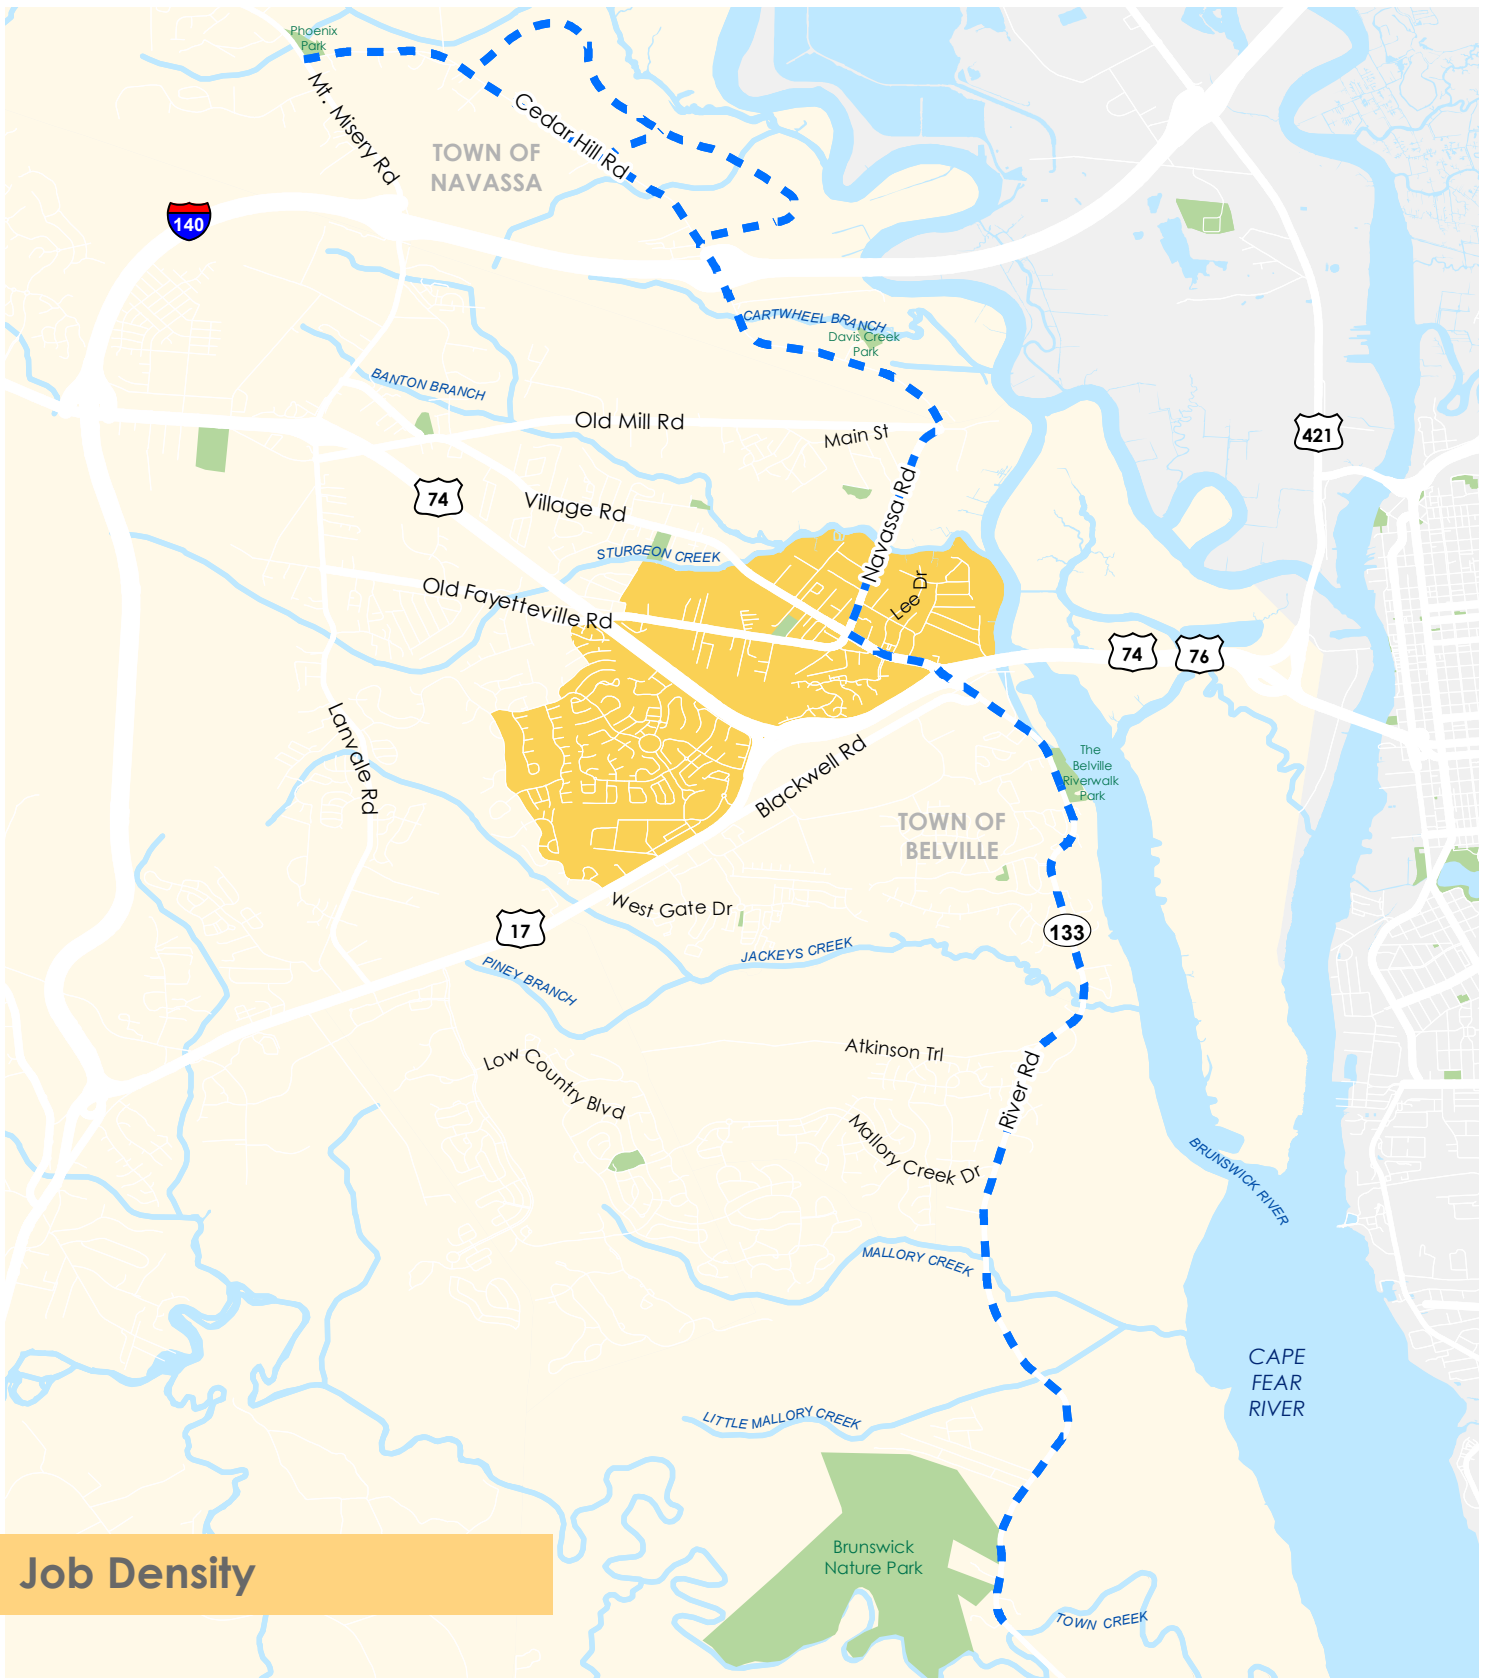 Phoenix
Park
Mt. Misery Rd
Cedar Hill Rd
TOWN OF
NAVASSA
140
CARTWHEEL BRANCH
Davis Creek
Park
BANTON BRANCH
Old Mill Rd
Main St
421
74
Village Rd
Navassa Rd
STURGEON CREEK
Old Fayetteville Rd
Lee Dr
74
76
Lanvale Rd
Blackwell Rd
The
Belville
Riverwalk
Park
TOWN OF
BELVILLE
West Gate Dr
17
133
JACKEYS CREEK
PINEY BRANCH
Atkinson Trl
Low Country Blvd
River Rd
Mallory Creek Dr
BRUNSWICK RIVER
MALLORY CREEK
CAPE
FEAR
RIVER
LITTLE MALLORY CREEK
Brunswick
Nature Park
Job Density
TOWN CREEK